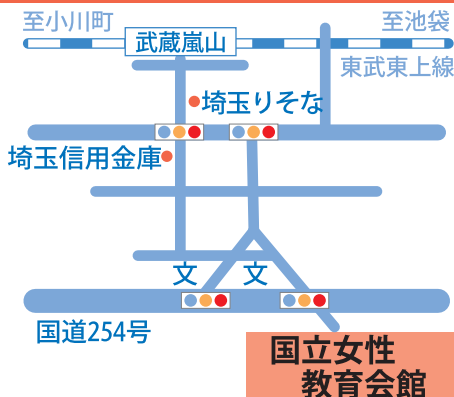 至小川町
至池袋
武蔵嵐山
東武東上線
埼玉りそな
埼玉信用金庫
文
文
国道254号
国立女性
教育会館